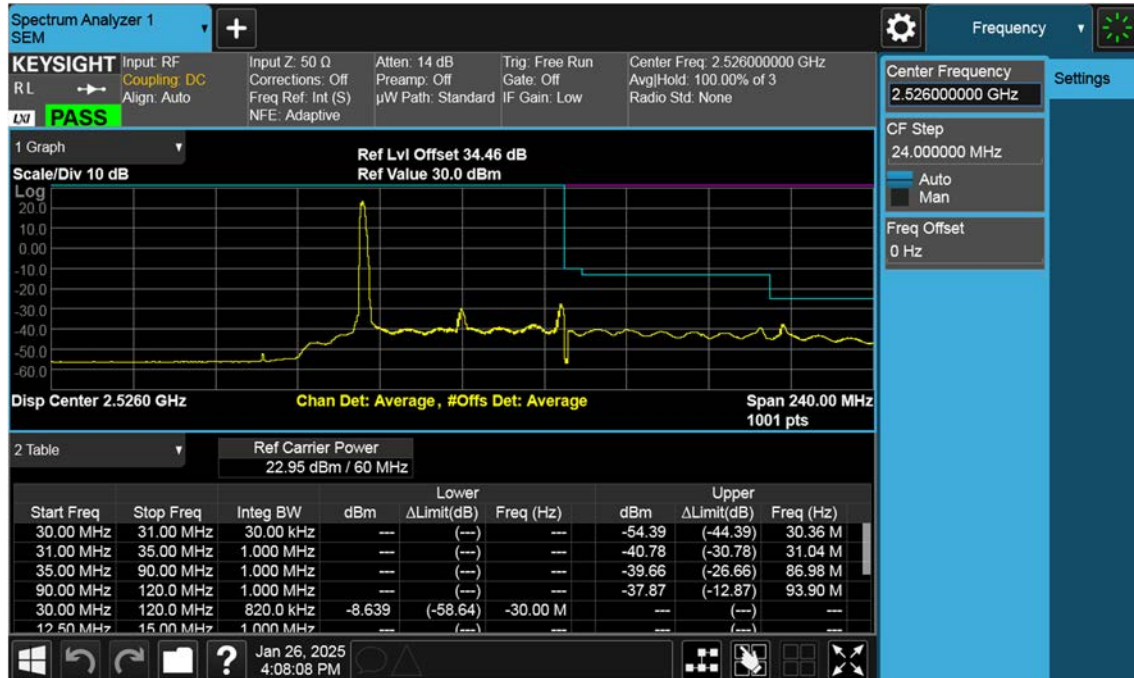 Spectrum Analyzer 1
SEM
Frequency
KEYSIGHT
R L
LXI PASS
Input: RF
Coupling: DC
Align: Auto
Input Z: 50 Ω
Corrections: Off
Freq Ref: Int (S)
NFE: Adaptive
Atten: 14 dB
Preamp: Off
µW Path: Standard
Trig: Free Run
Gate: Off
IF Gain: Low
Center Freq: 2.526000000 GHz
Avg|Hold: 100.00% of 3
Radio Std: None
Center Frequency
2.526000000 GHz
Settings
CF Step
24.000000 MHz
Auto
Man
Freq Offset
0 Hz
1 Graph
Scale/Div 10 dB
Ref Lvl Offset 34.46 dB
Ref Value 30.0 dBm
Log
20.0
10.0
0.00
-10.0
-20.0
-30.0
-40.0
-50.0
-60.0
Disp Center 2.5260 GHz
Chan Det: Average, #Offs Det: Average
Span 240.00 MHz
1001 pts
2 Table
Ref Carrier Power
22.95 dBm / 60 MHz
Lower Upper
Start Freq Stop Freq Integ BW dBm ΔLimit(dB) Freq (Hz) dBm ΔLimit(dB) Freq (Hz)
30.00 MHz 31.00 MHz 30.00 kHz --- (---) --- -54.39 (-44.39) 30.36 M
31.00 MHz 35.00 MHz 1.000 MHz --- (---) --- -40.78 (-30.78) 31.04 M
35.00 MHz 90.00 MHz 1.000 MHz --- (---) --- -39.66 (-26.66) 86.98 M
90.00 MHz 120.0 MHz 1.000 MHz --- (---) --- -37.87 (-12.87) 93.90 M
30.00 MHz 120.0 MHz 820.0 kHz -8.639 (-58.64) -30.00 M --- (---) ---
12.50 MHz 15.00 MHz 1.000 MHz --- (---) --- --- (---) ---
?
Jan 26, 2025
4:08:08 PM